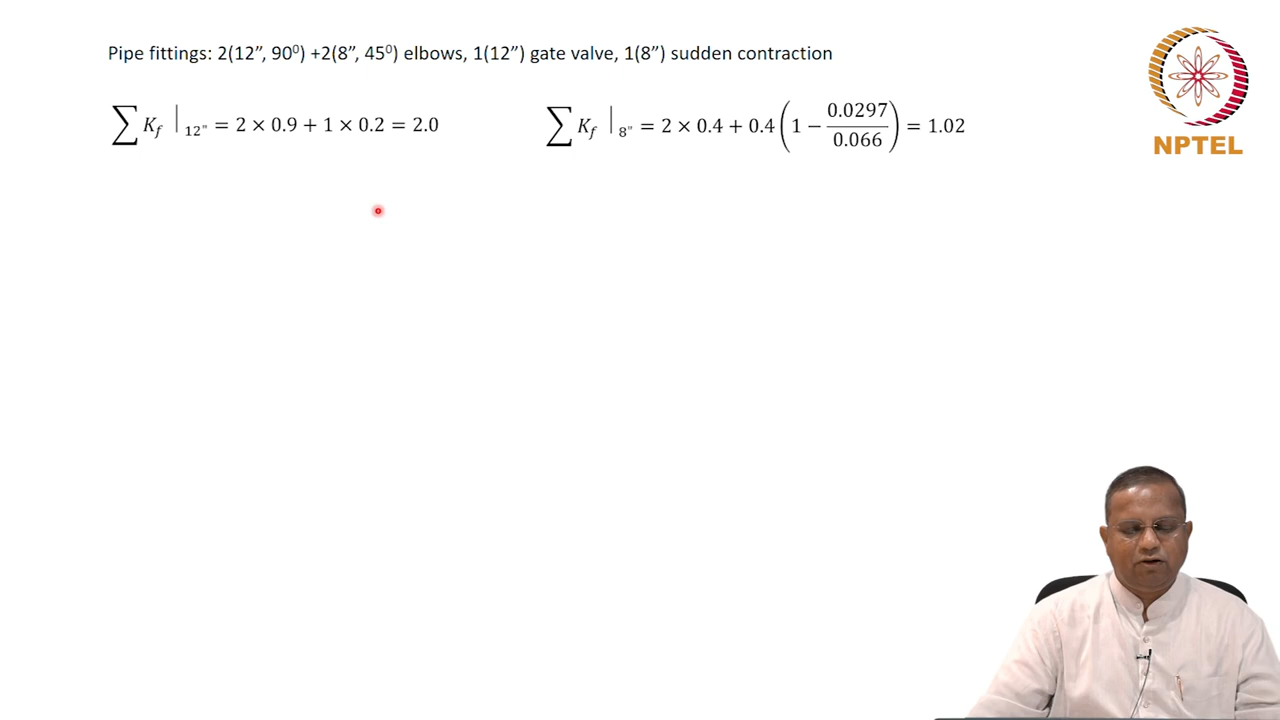 Pipe fittings: 2(12”, 90⁰) +2(8”, 45⁰) elbows, 1(12”) gate valve, 1(8”) sudden contraction
∑ K_f |_12" = 2 × 0.9 + 1 × 0.2 = 2.0
∑ K_f |_8" = 2 × 0.4 + 0.4(1 − 0.0297/0.066) = 1.02
NPTEL